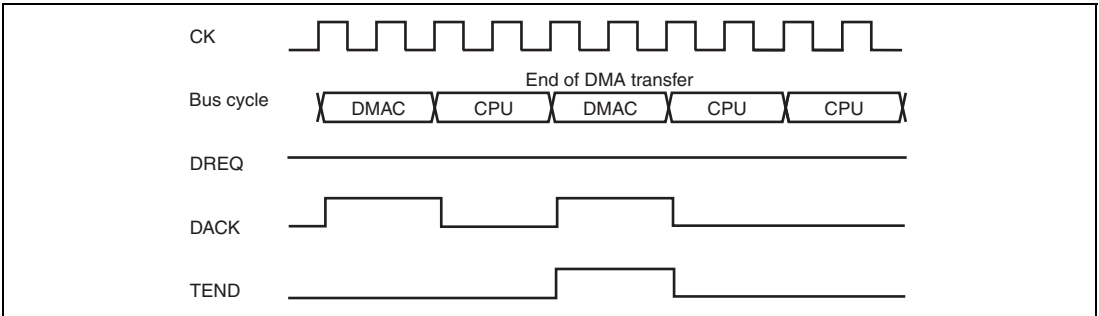 CK
End of DMA transfer
Bus cycle DMAC CPU DMAC CPU CPU
DREQ
DACK
TEND